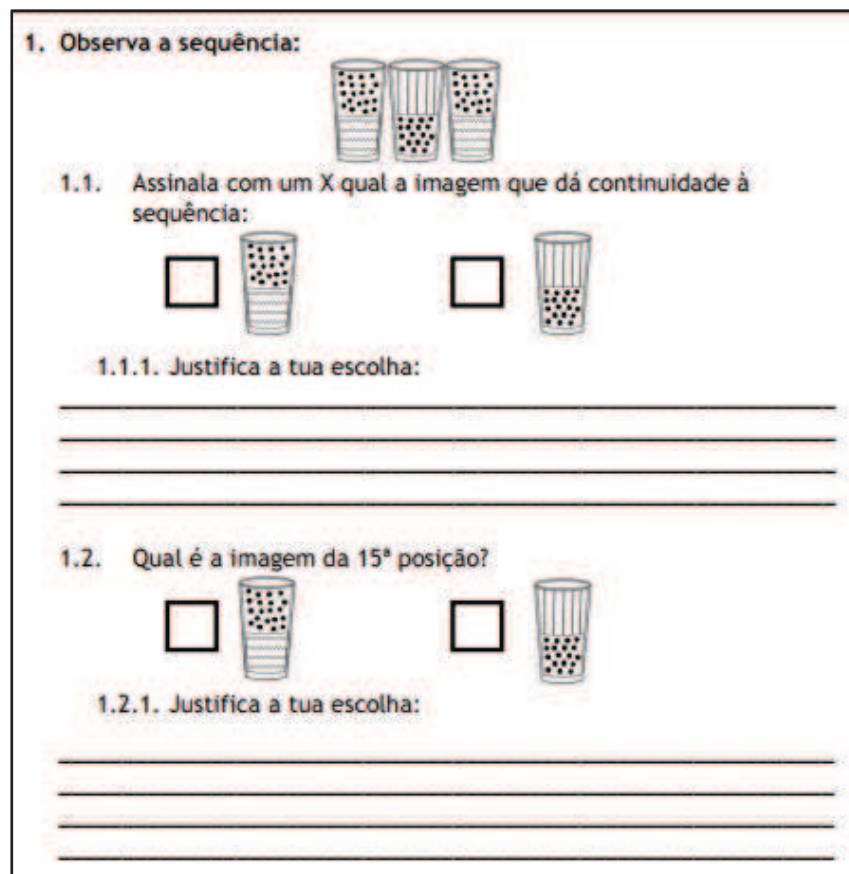 1. Observa a sequência:
1.1. Assinala com um X qual a imagem que dá continuidade à
sequência:
1.1.1. Justifica a tua escolha:
1.2. Qual é a imagem da 15ª posição?
1.2.1. Justifica a tua escolha: